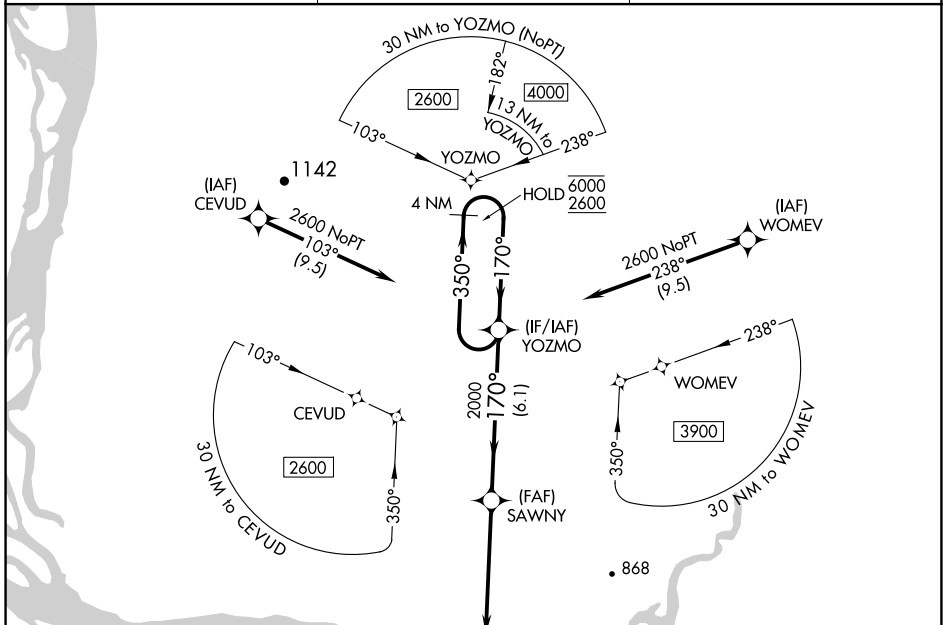 30 NM to YOZMO (NoPT)
2600
182°
4000
13 NM to
YOZMO
103°
238°
YOZMO
1142
(IAF)
CEVUD
2600 NoPT
103°
(9.5)
4 NM
HOLD 6000
2600
350°
170°
(IAF)
WOMEV
2600 NoPT
238°
(9.5)
(IF/IAF)
YOZMO
2000
170°
(6.1)
103°
CEVUD
2600
350°
30 NM to CEVUD
238°
WOMEV
3900
350°
30 NM to WOMEV
(FAF)
SAWNY
868